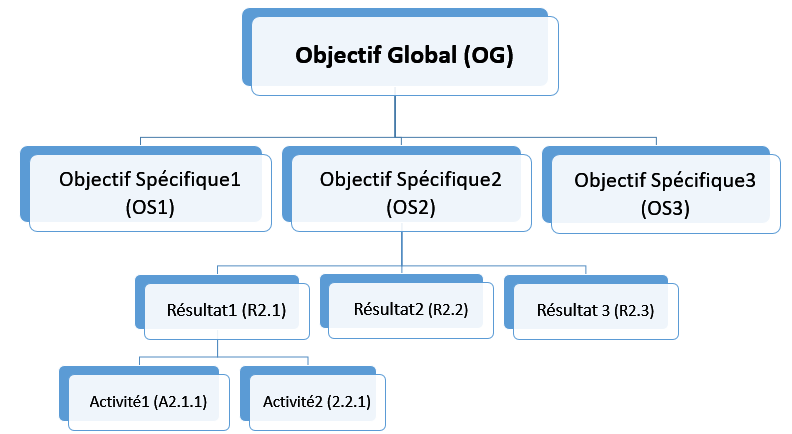 Objectif Global (OG)
Objectif Spécifique1
(OS1)
Objectif Spécifique2
(OS2)
Objectif Spécifique3
(OS3)
Résultat1 (R2.1)
Résultat2 (R2.2)
Résultat 3 (R2.3)
Activité1 (A2.1.1)
Activité2 (2.2.1)